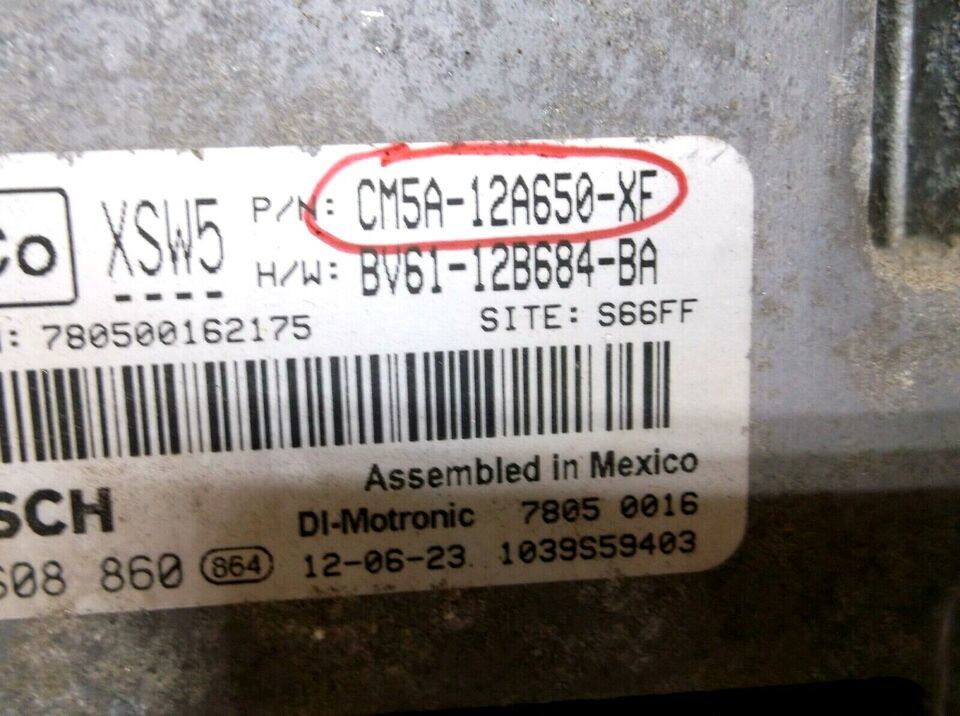 Co XSW5 P/N: CM5A-12A650-XF
H/W: BV61-12B684-BA
: 780500162175 SITE: S66FF
Assembled in Mexico
SCH DI-Motronic 7805 0016
608 860 864 12-06-23 1039S59403